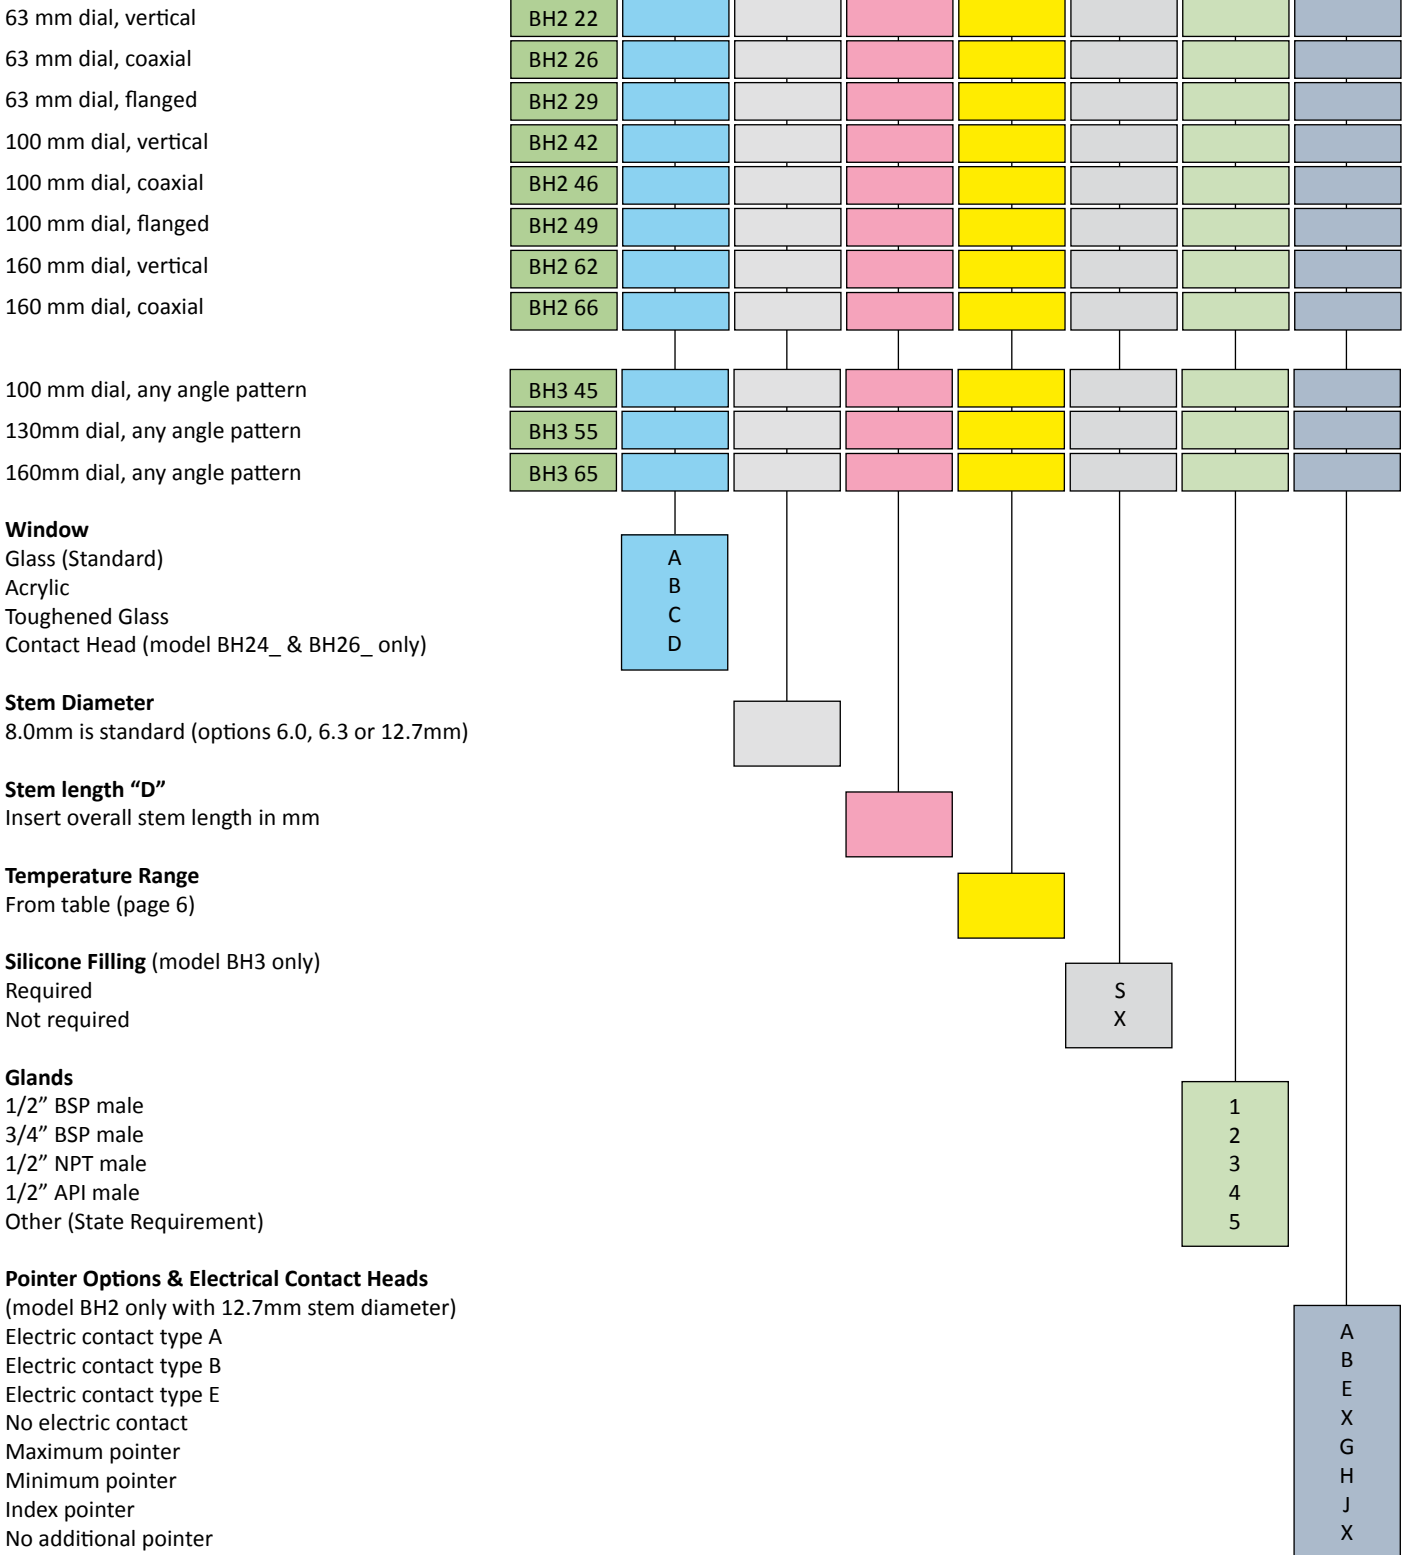 63 mm dial, vertical BH2 22
63 mm dial, coaxial BH2 26
63 mm dial, flanged BH2 29
100 mm dial, vertical BH2 42
100 mm dial, coaxial BH2 46
100 mm dial, flanged BH2 49
160 mm dial, vertical BH2 62
160 mm dial, coaxial BH2 66
100 mm dial, any angle pattern BH3 45
130mm dial, any angle pattern BH3 55
160mm dial, any angle pattern BH3 65
Window
Glass (Standard) A
Acrylic B
Toughened Glass C
Contact Head (model BH24_ & BH26_ only) D
Stem Diameter
8.0mm is standard (options 6.0, 6.3 or 12.7mm)
Stem length “D”
Insert overall stem length in mm
Temperature Range
From table (page 6)
Silicone Filling (model BH3 only)
Required S
Not required X
Glands
1/2” BSP male 1
3/4” BSP male 2
1/2” NPT male 3
1/2” API male 4
Other (State Requirement) 5
Pointer Options & Electrical Contact Heads
(model BH2 only with 12.7mm stem diameter)
Electric contact type A A
Electric contact type B B
Electric contact type E E
No electric contact X
Maximum pointer G
Minimum pointer H
Index pointer J
No additional pointer X